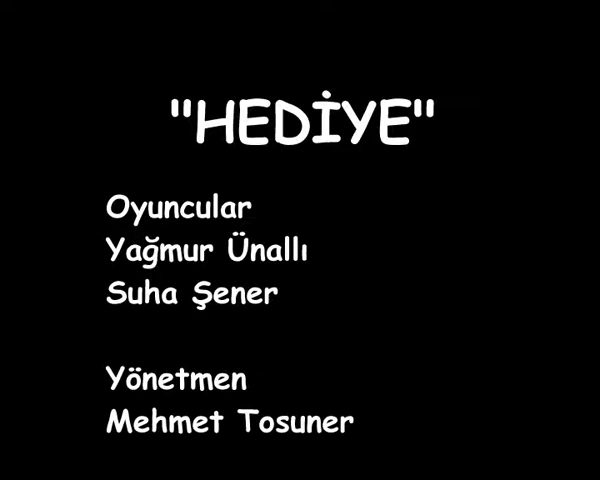 "HEDİYE"
Oyuncular
Yağmur Ünallı
Suha Şener
Yönetmen
Mehmet Tosuner